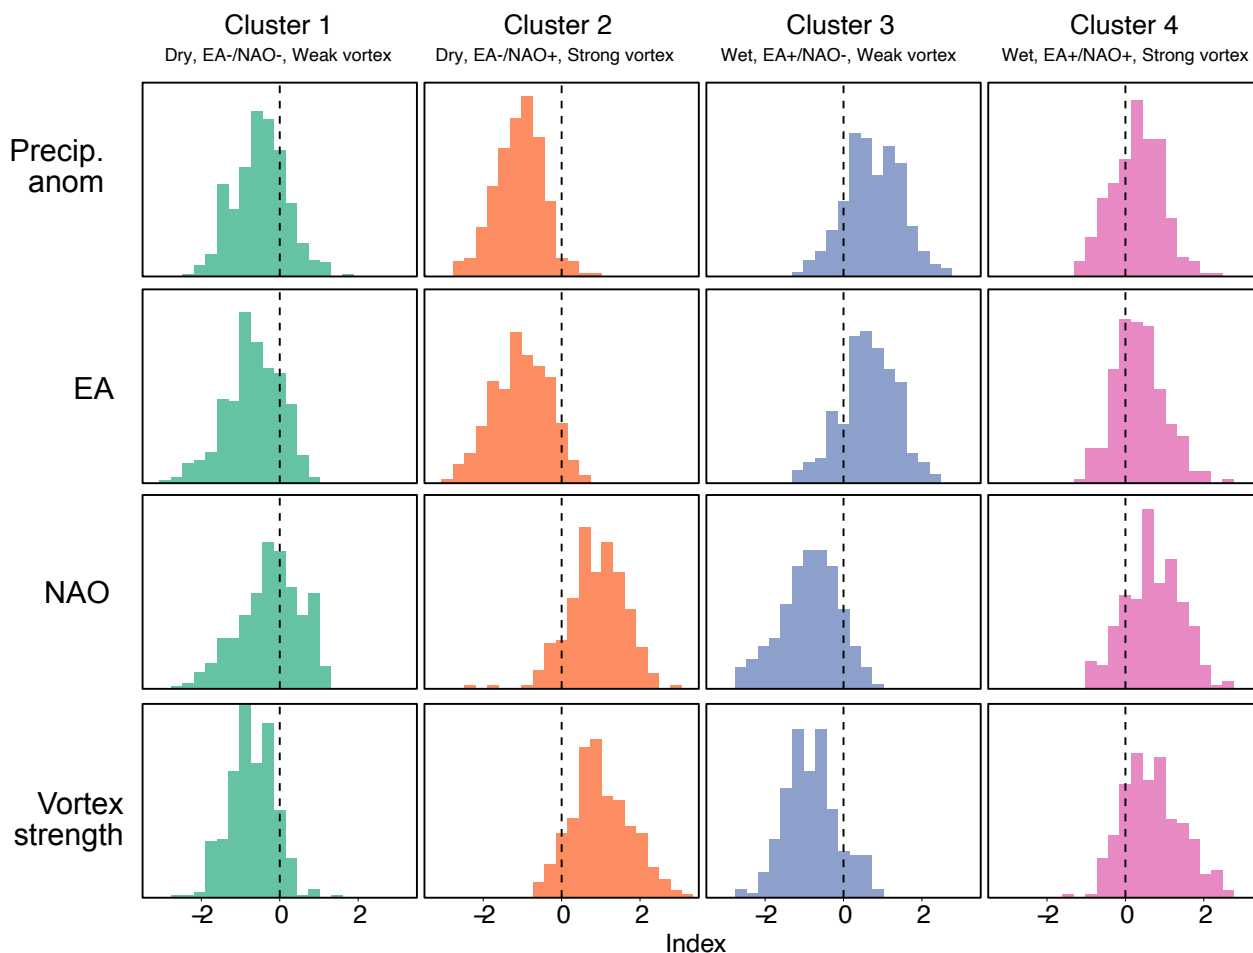 Cluster 1
Cluster 2
Cluster 3
Cluster 4
Dry, EA-/NAO-, Weak vortex
Dry, EA-/NAO+, Strong vortex
Wet, EA+/NAO-, Weak vortex
Wet, EA+/NAO+, Strong vortex
Precip.
anom
EA
NAO
Vortex
strength
−2 0 2
−2 0 2
−2 0 2
−2 0 2
Index